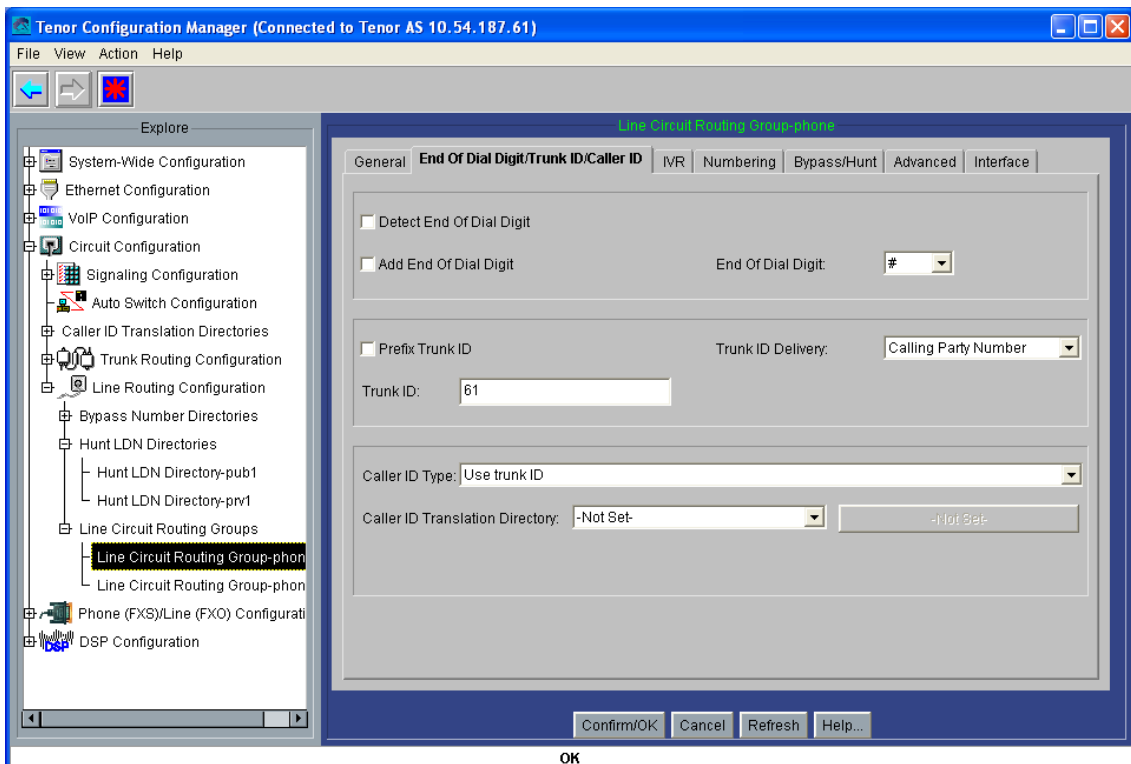 Tenor Configuration Manager (Connected to Tenor AS 10.54.187.61)
File View Action Help
Explore
System-Wide Configuration
Ethernet Configuration
VoIP Configuration
Circuit Configuration
Signaling Configuration
Auto Switch Configuration
Caller ID Translation Directories
Trunk Routing Configuration
Line Routing Configuration
Bypass Number Directories
Hunt LDN Directories
Hunt LDN Directory-pub1
Hunt LDN Directory-prv1
Line Circuit Routing Groups
Line Circuit Routing Group-phon
Line Circuit Routing Group-phon
Phone (FXS)/Line (FXO) Configurati
DSP Configuration
Line Circuit Routing Group-phone
General End Of Dial Digit/Trunk ID/Caller ID IVR Numbering Bypass/Hunt Advanced Interface
Detect End Of Dial Digit
Add End Of Dial Digit End Of Dial Digit: #
Prefix Trunk ID Trunk ID Delivery: Calling Party Number
Trunk ID: 61
Caller ID Type: Use trunk ID
Caller ID Translation Directory: -Not Set- -Not Set-
Confirm/OK Cancel Refresh Help...
OK